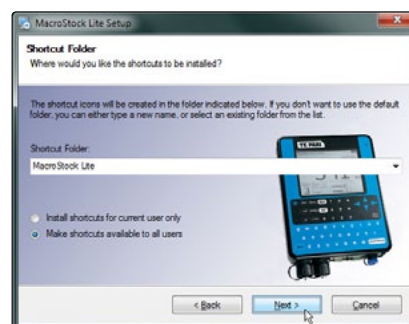 MacroStock Lite Setup
Shortcut Folder
Where would you like the shortcuts to be installed?
The shortcut icons will be created in the folder indicated below. If you don't want to use the default
folder, you can either type a new name, or select an existing folder from the list.
Shortcut Folder:
MacroStock Lite
TE PARI
Install shortcuts for current user only
Make shortcuts available to all users
< Back
Next >
Cancel